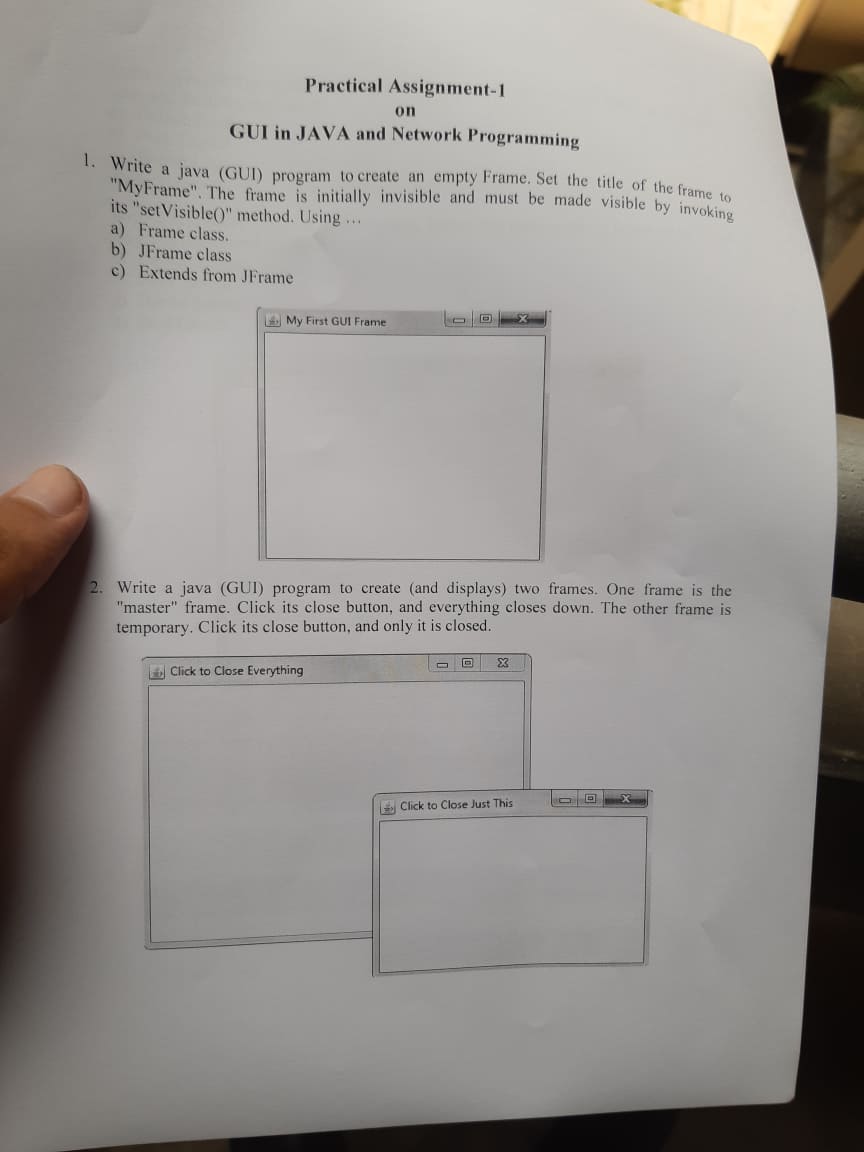 Practical Assignment-1
on
GUI in JAVA and Network Programming
1. Write a java (GUI) program to create an empty Frame. Set the title of the frame to
"MyFrame". The frame is initially invisible and must be made visible by invoking
its "setVisible()" method. Using ...
a) Frame class.
b) JFrame class
c) Extends from JFrame
My First GUI Frame
2. Write a java (GUI) program to create (and displays) two frames. One frame is the
"master" frame. Click its close button, and everything closes down. The other frame is
temporary. Click its close button, and only it is closed.
Click to Close Everything
Click to Close Just This